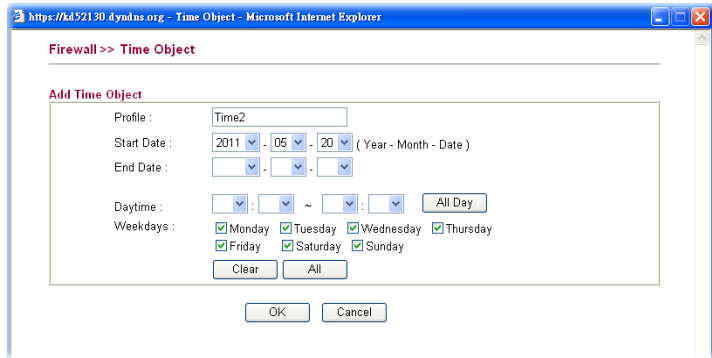 https://kd52130.dyndns.org - Time Object - Microsoft Internet Explorer
Firewall >> Time Object
Add Time Object
Profile : Time2
Start Date : 2011 - 05 - 20 ( Year - Month - Date )
End Date : - -
Daytime : : ~ : All Day
Weekdays : Monday Tuesday Wednesday Thursday
Friday Saturday Sunday
Clear All
OK Cancel